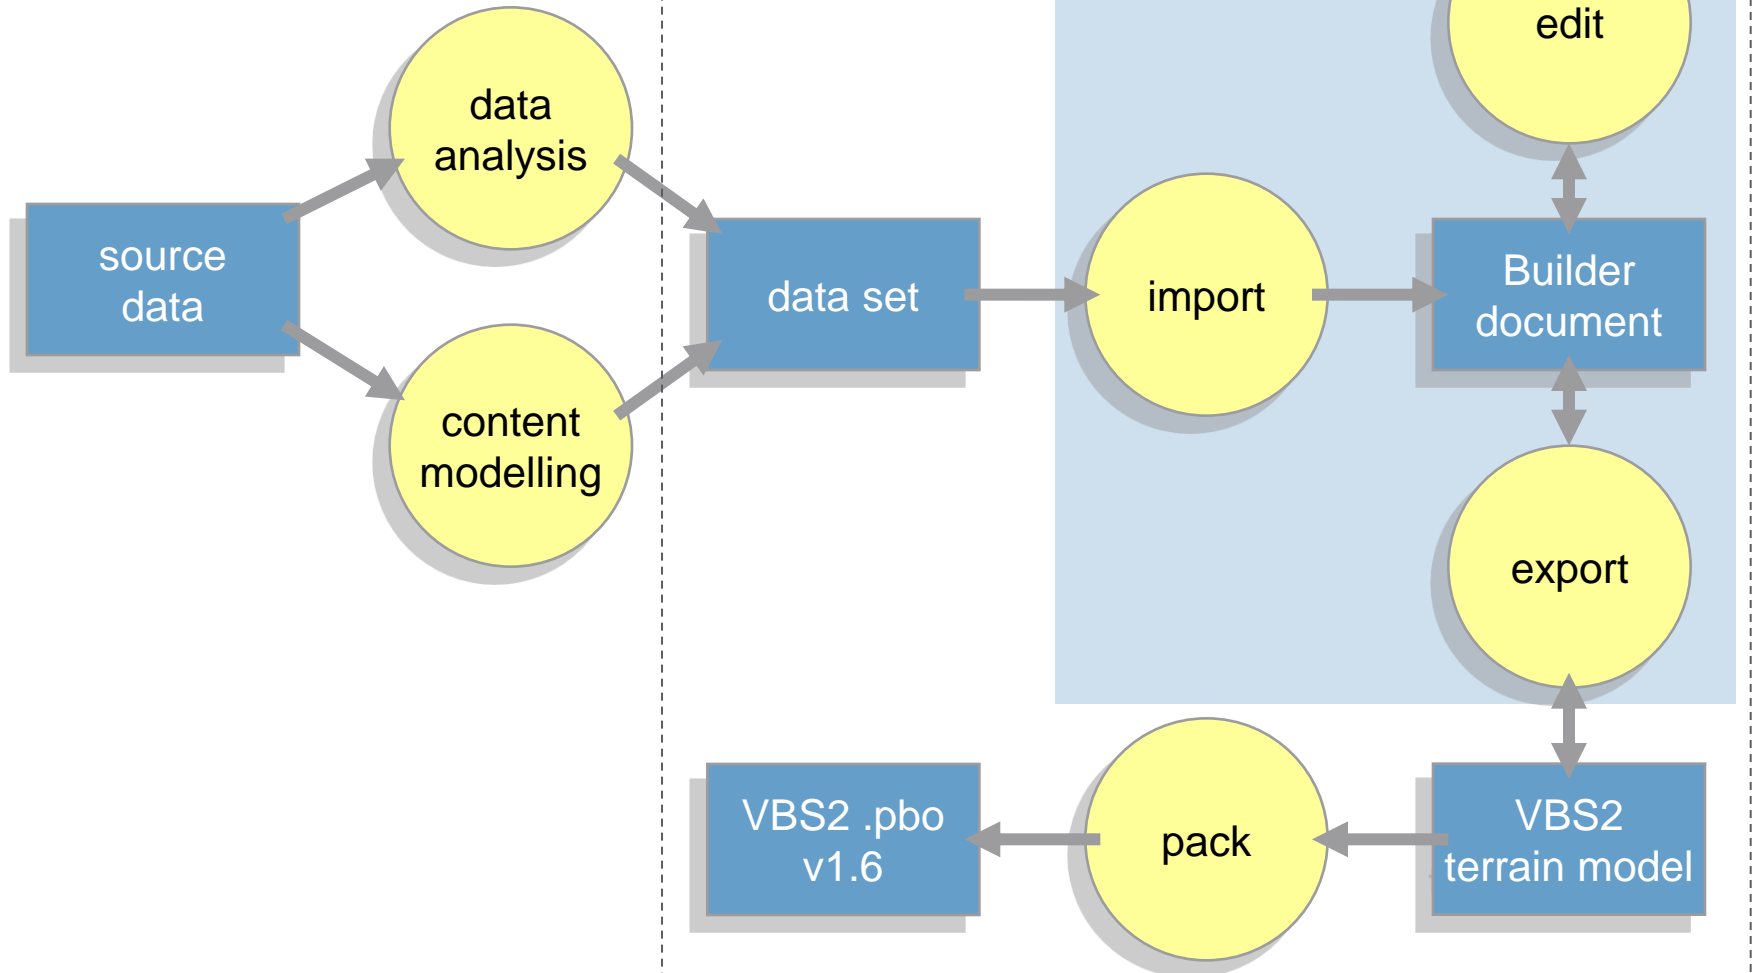 edit
data
analysis
source
data
data set
import
Builder
document
content
modelling
export
VBS2 .pbo
v1.6
pack
VBS2
terrain model